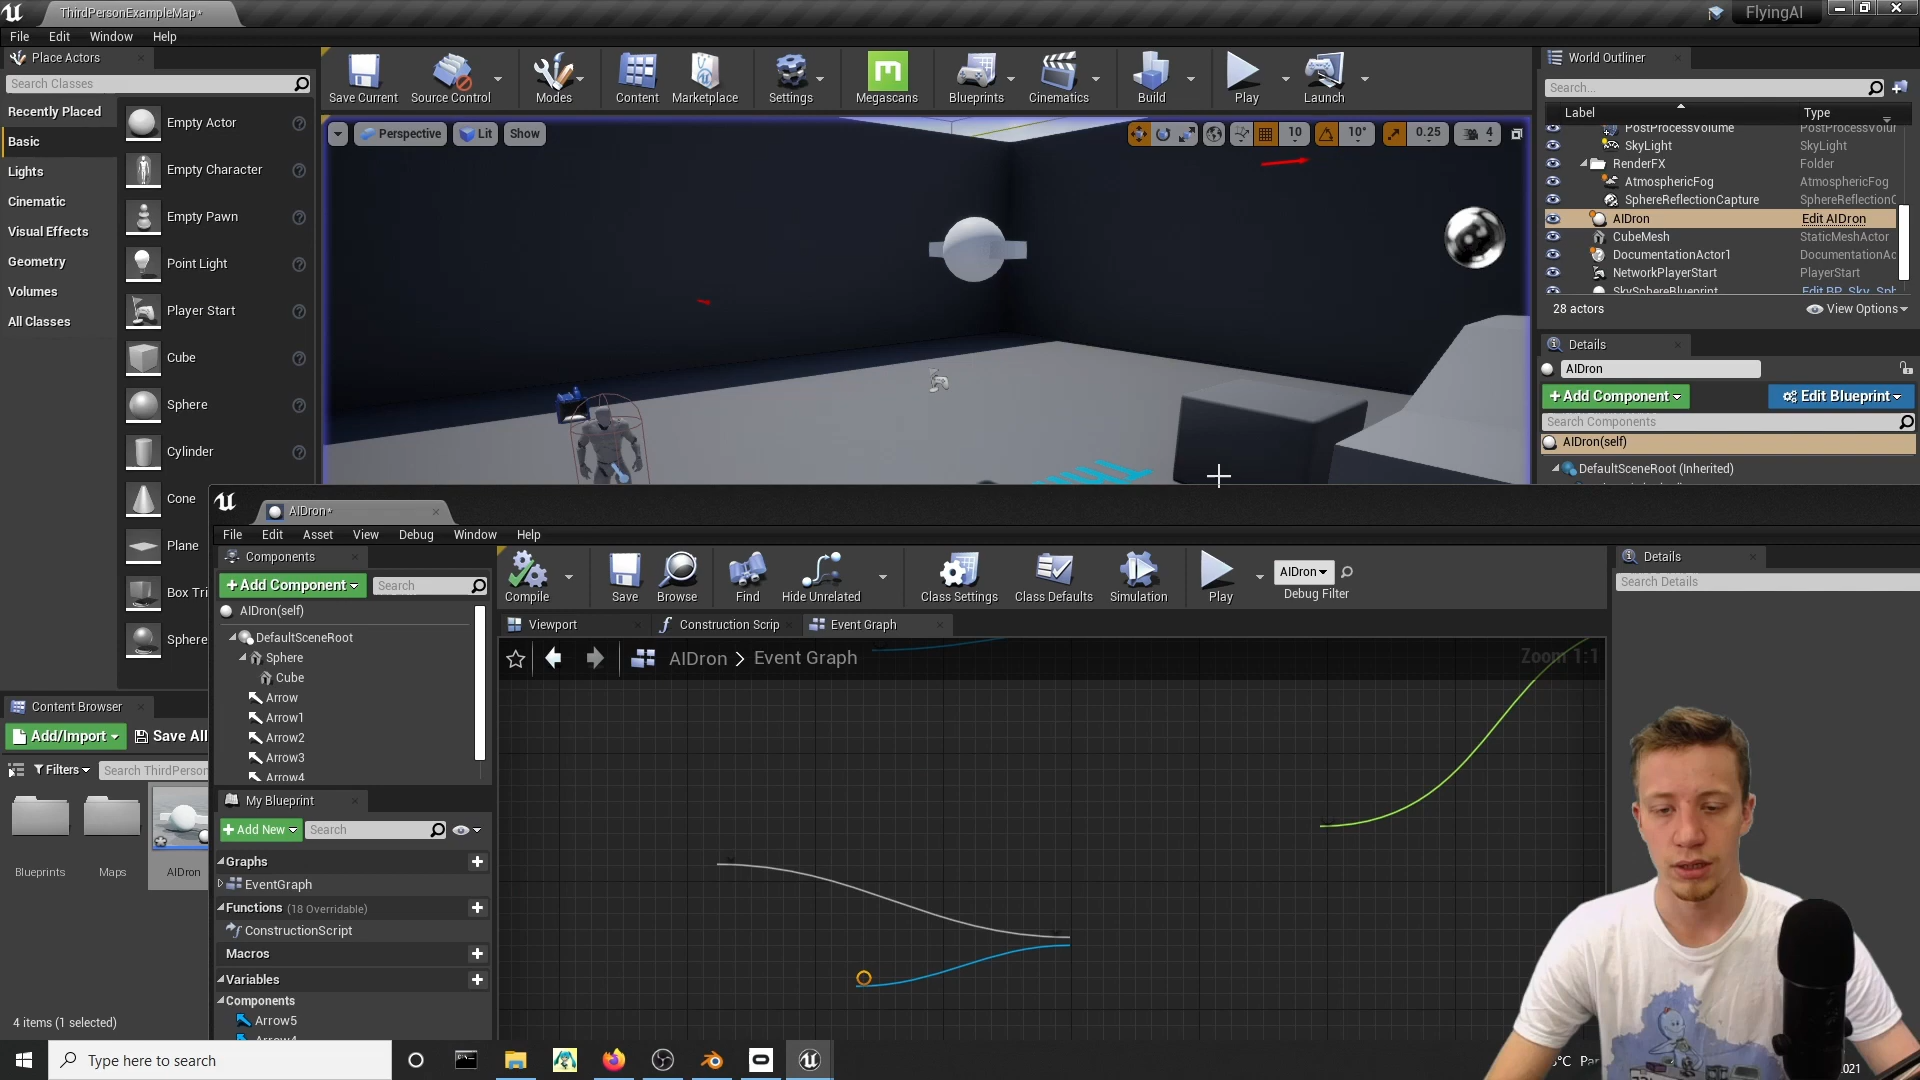 ThirdPersonExampleMap*
FlyingAI
File Edit Window Help
Place Actors
Search Classes
Recently Placed
Basic
Lights
Cinematic
Visual Effects
Geometry
Volumes
All Classes
Empty Actor
Empty Character
Empty Pawn
Point Light
Player Start
Cube
Sphere
Cylinder
Cone
Plane
Box Tri
Sphere
Save Current
Source Control
Modes
Content
Marketplace
Settings
Megascans
Blueprints
Cinematics
Build
Play
Launch
Perspective Lit Show
10 10° 0.25 4
World Outliner
Search...
Label Type
PostProcessVolume PostProcessVolur
SkyLight SkyLight
RenderFX Folder
AtmosphericFog AtmosphericFog
SphereReflectionCapture SphereReflectionC
AIDron Edit AIDron
CubeMesh StaticMeshActor
DocumentationActor1 DocumentationAc
NetworkPlayerStart PlayerStart
SkySphereBlueprint Edit BP_Sky_Sph
28 actors View Options
Details
AIDron
+Add Component Edit Blueprint
Search Components
AIDron(self)
DefaultSceneRoot (Inherited)
AIDron*
File Edit Asset View Debug Window Help
Components
+Add Component Search
AIDron(self)
DefaultSceneRoot
Sphere
Cube
Arrow
Arrow1
Arrow2
Arrow3
Arrow4
Compile
Save
Browse
Find
Hide Unrelated
Class Settings
Class Defaults
Simulation
Play
AIDron
Debug Filter
Details
Search Details
Viewport
Construction Scrip
Event Graph
AIDron > Event Graph
Zoom 1:1
My Blueprint
+Add New Search
Graphs
EventGraph
Functions (18 Overridable)
ConstructionScript
Macros
Variables
Components
Arrow5
Arrow4
Content Browser
Add/Import Save All
Filters Search ThirdPerson
Blueprints
Maps
AIDron
4 items (1 selected)
Type here to search